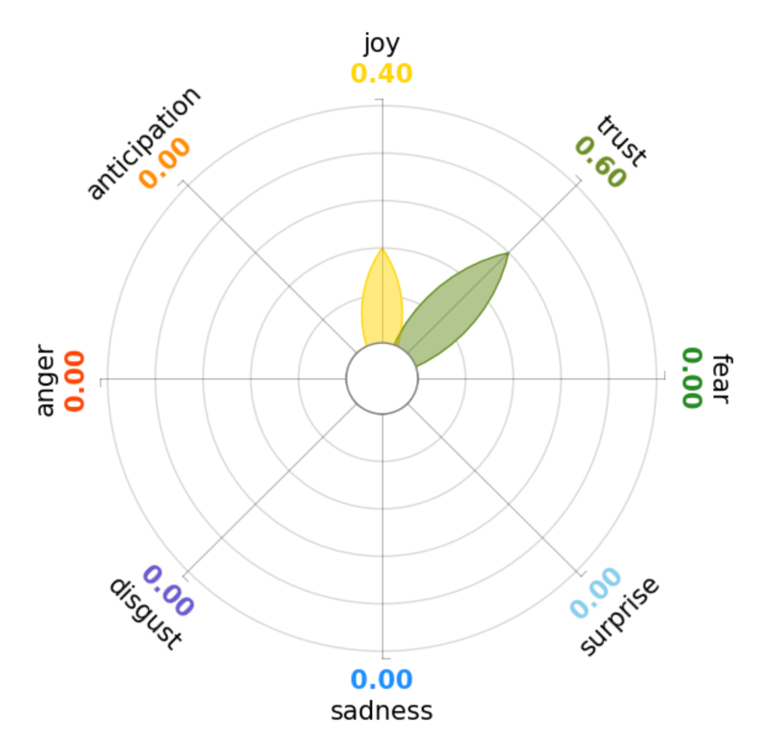 joy
0.40
trust
0.60
fear
0.00
surprise
0.00
sadness
0.00
disgust
0.00
anger
0.00
anticipation
0.00